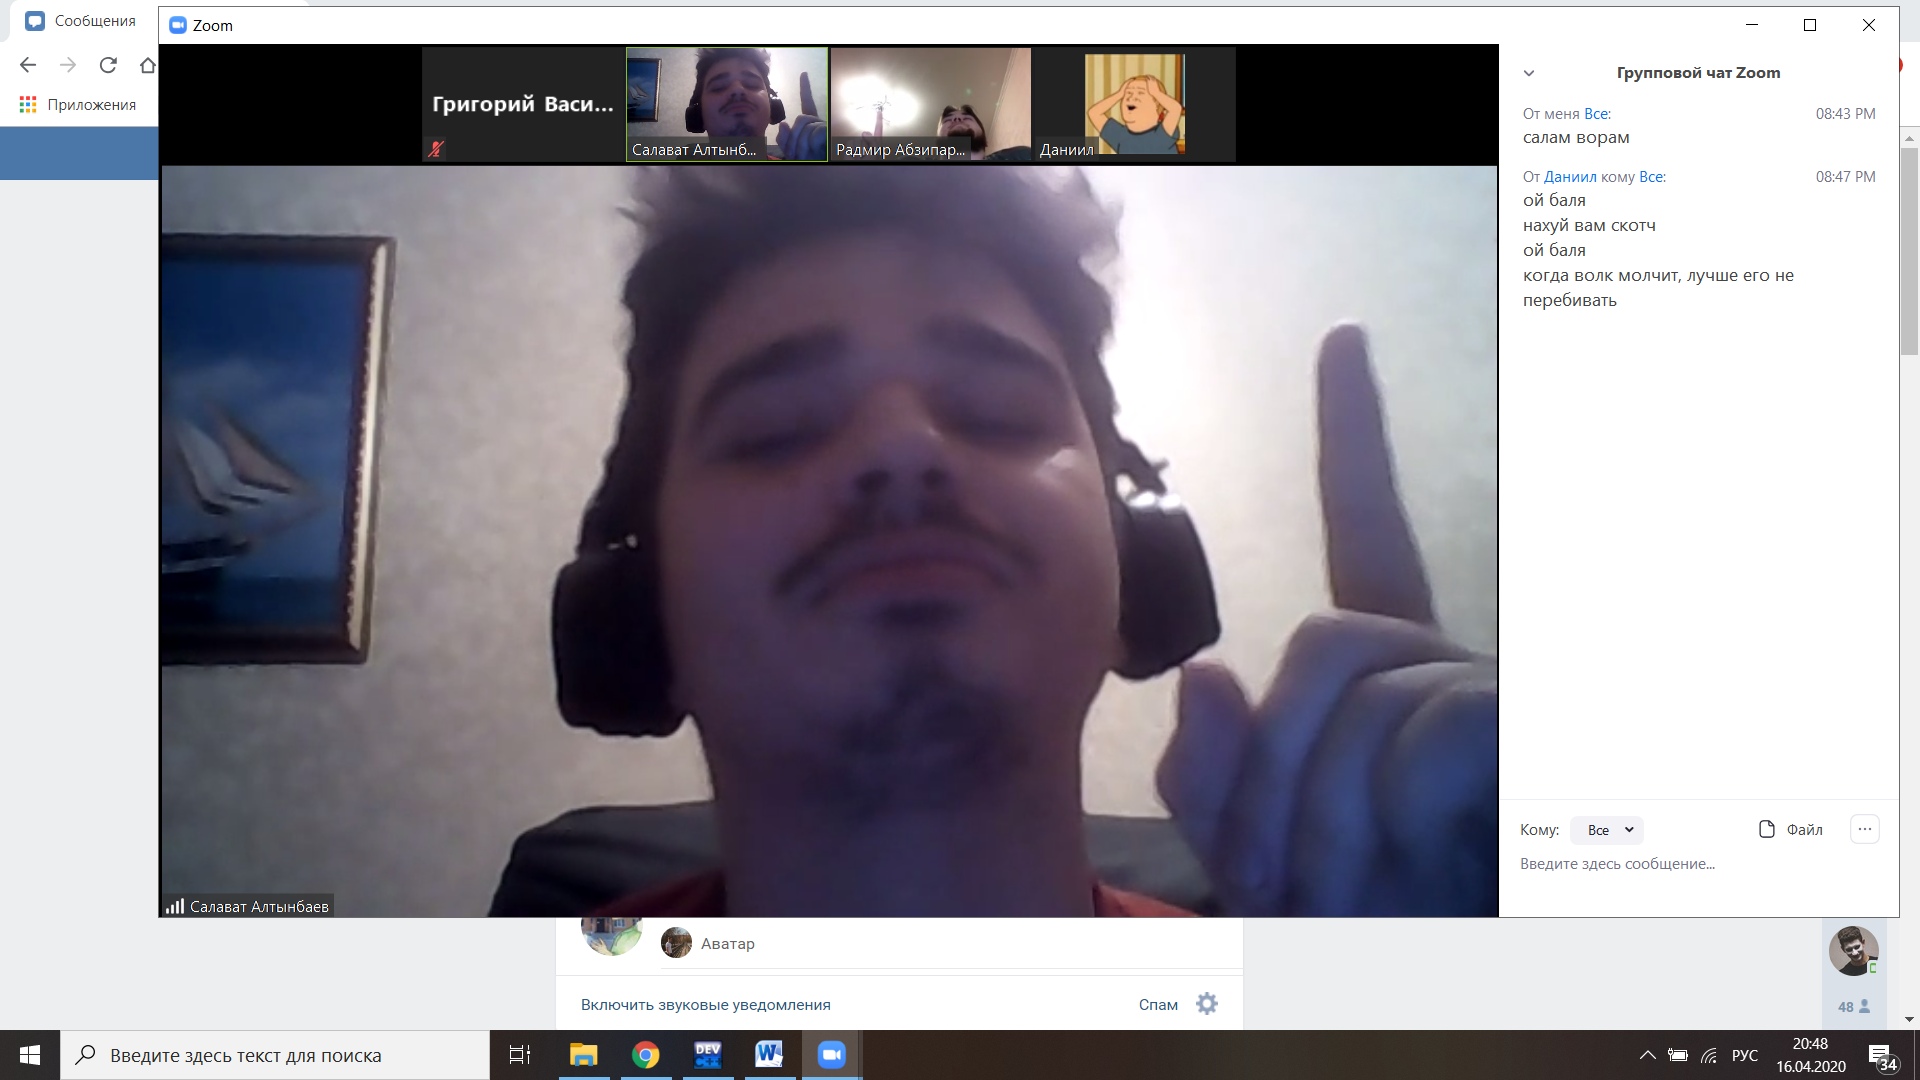 Сообщения
Zoom
Приложения
Григорий Васи...
Салават Алтынб...
Радмир Абзипар...
Даниил
Групповой чат Zoom
От меня Все: 08:43 PM
салам ворам
От Даниил кому Все: 08:47 PM
ой баля
нахуй вам скотч
ой баля
когда волк молчит, лучше его не
перебивать
Кому: Все Файл ...
Введите здесь сообщение...
Салават Алтынбаев
Аватар
Включить звуковые уведомления Спам
48
Введите здесь текст для поиска
DEV
C++
W
РУС
20:48
16.04.2020
34